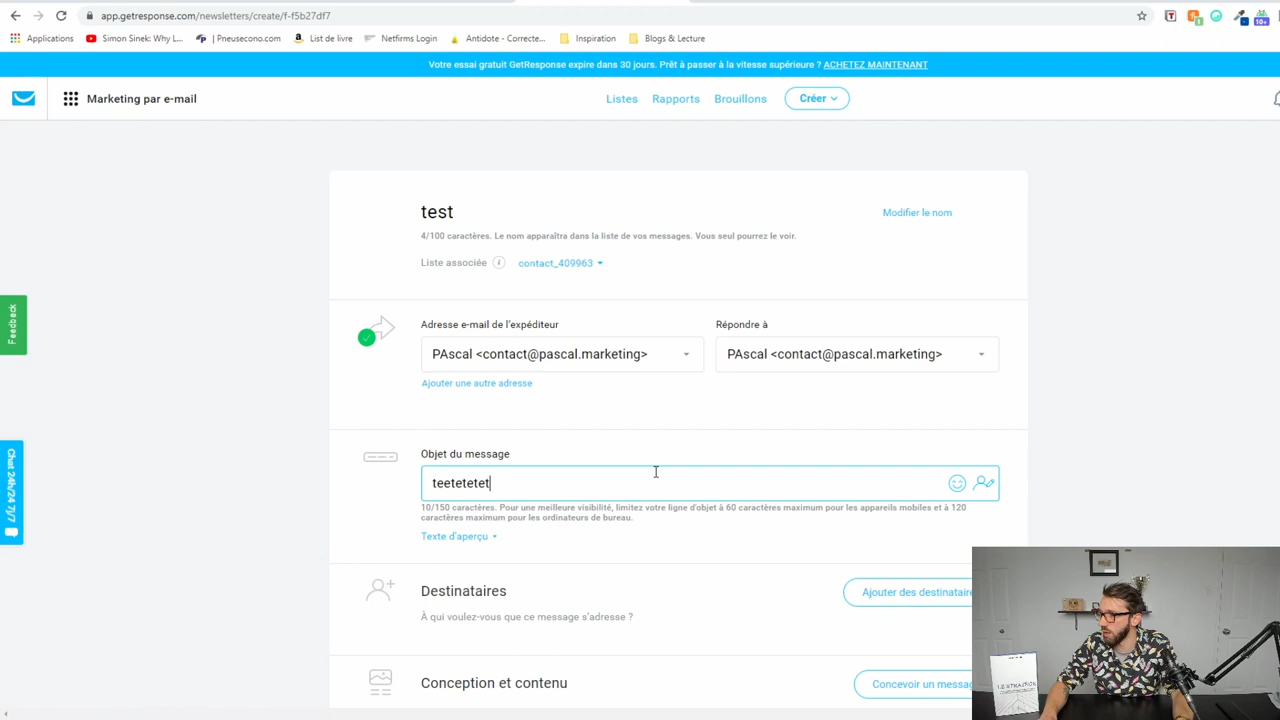 app.getresponse.com/newsletters/create/f-f5b27df7
Applications
Simon Sinek: Why L...
| Pneusecono.com
List de livre
Netfirms Login
Antidote - Correcte...
Inspiration
Blogs & Lecture
Votre essai gratuit GetResponse expire dans 30 jours. Prêt à passer à la vitesse supérieure ? ACHETEZ MAINTENANT
Marketing par e-mail
Listes
Rapports
Brouillons
Créer
test
Modifier le nom
4/100 caractères. Le nom apparaîtra dans la liste de vos messages. Vous seul pourrez le voir.
Liste associée
contact_409963
Feedback
Adresse e-mail de l'expéditeur
Répondre à
PAscal <contact@pascal.marketing>
PAscal <contact@pascal.marketing>
Ajouter une autre adresse
Chat 24h/24 7j/7
Objet du message
teetetetet
10/150 caractères. Pour une meilleure visibilité, limitez votre ligne d'objet à 60 caractères maximum pour les appareils mobiles et à 120
caractères maximum pour les ordinateurs de bureau.
Texte d'aperçu
Destinataires
Ajouter des destinataire
À qui voulez-vous que ce message s'adresse ?
Conception et contenu
Concevoir un messag